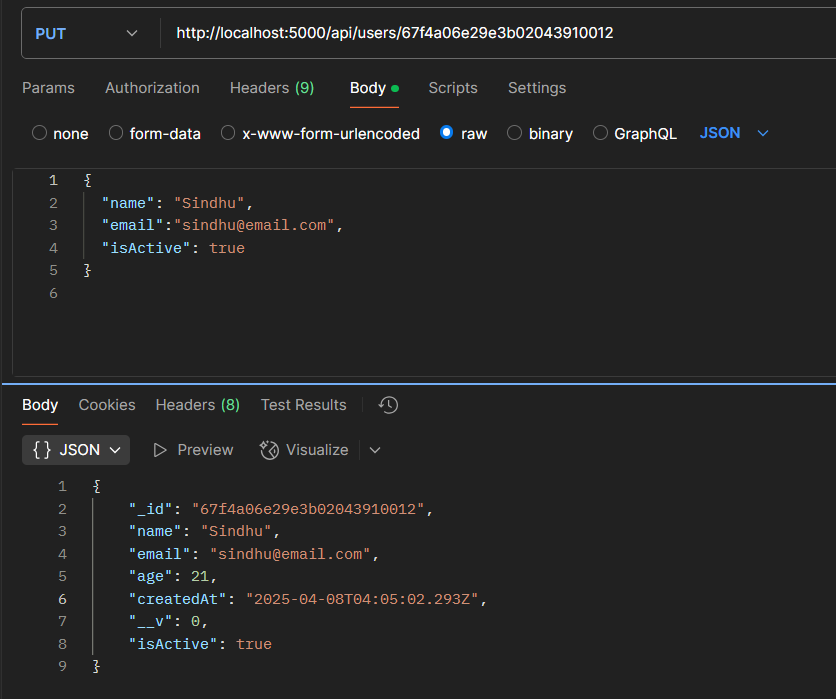 PUT http://localhost:5000/api/users/67f4a06e29e3b02043910012
Params Authorization Headers (9) Body Scripts Settings
none form-data x-www-form-urlencoded raw binary GraphQL JSON
1 {
2 "name": "Sindhu",
3 "email":"sindhu@email.com",
4 "isActive": true
5 }
6
Body Cookies Headers (8) Test Results
{} JSON Preview Visualize
1 {
2 "_id": "67f4a06e29e3b02043910012",
3 "name": "Sindhu",
4 "email": "sindhu@email.com",
5 "age": 21,
6 "createdAt": "2025-04-08T04:05:02.293Z",
7 "__v": 0,
8 "isActive": true
9 }